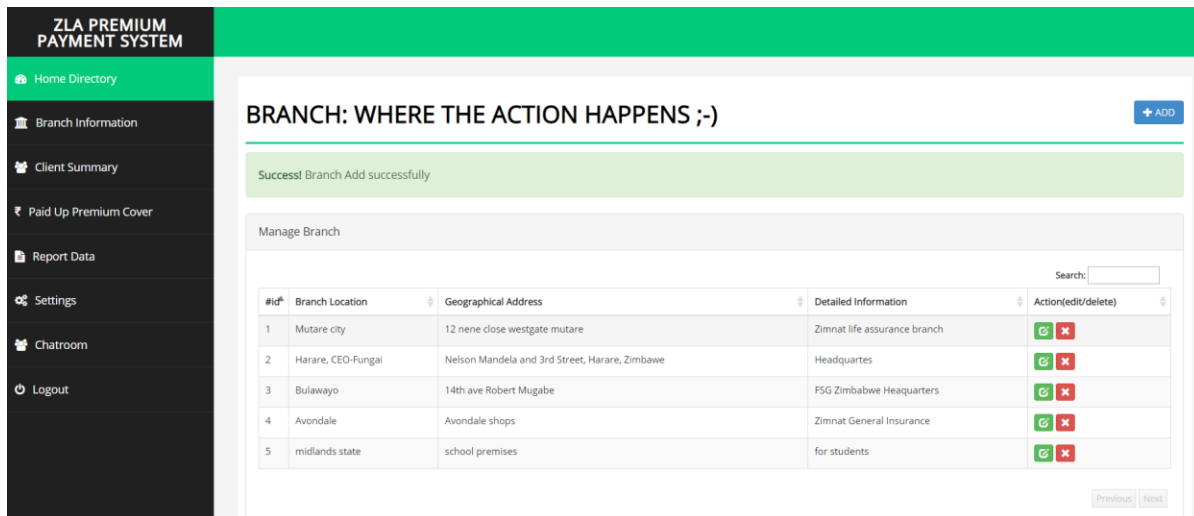 ZLA PREMIUM
PAYMENT SYSTEM
Home Directory
Branch Information
Client Summary
₹ Paid Up Premium Cover
Report Data
Settings
Chatroom
Logout
BRANCH: WHERE THE ACTION HAPPENS ;-)
+ ADD
Success! Branch Add successfully
Manage Branch
Search:
#id Branch Location Geographical Address Detailed Information Action(edit/delete)
1 Mutare city 12 nene close westgate mutare Zimnat life assurance branch
2 Harare, CEO-Fungai Nelson Mandela and 3rd Street, Harare, Zimbawe Headquartes
3 Bulawayo 14th ave Robert Mugabe FSG Zimbabwe Heaquarters
4 Avondale Avondale shops Zimnat General Insurance
5 midlands state school premises for students
Previous Next